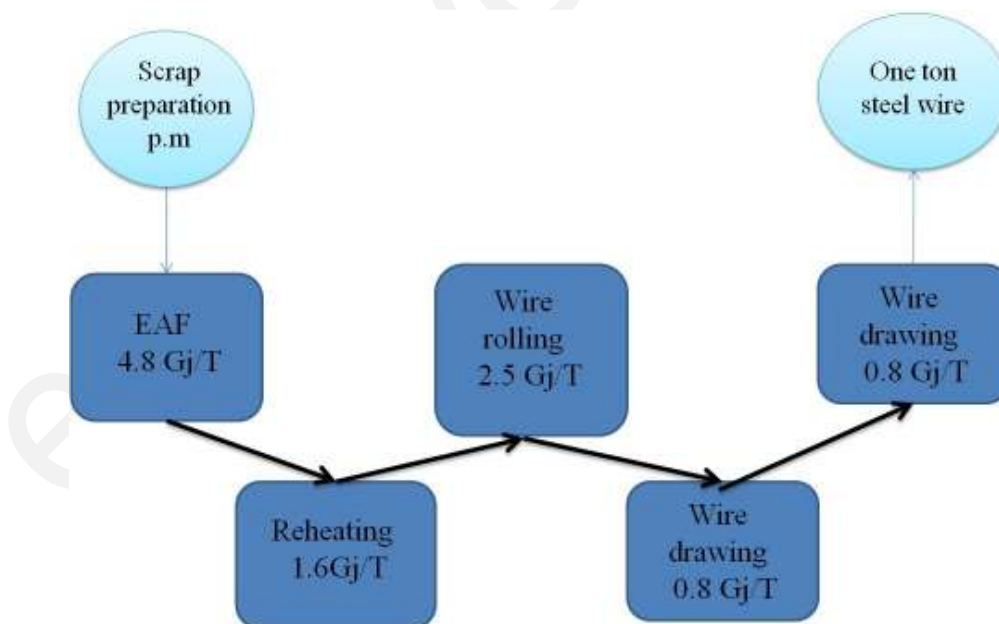 Scrap
preparation
p.m
EAF
4.8 Gj/T
Reheating
1.6Gj/T
Wire
rolling
2.5 Gj/T
Wire
drawing
0.8 Gj/T
Wire
drawing
0.8 Gj/T
One ton
steel wire